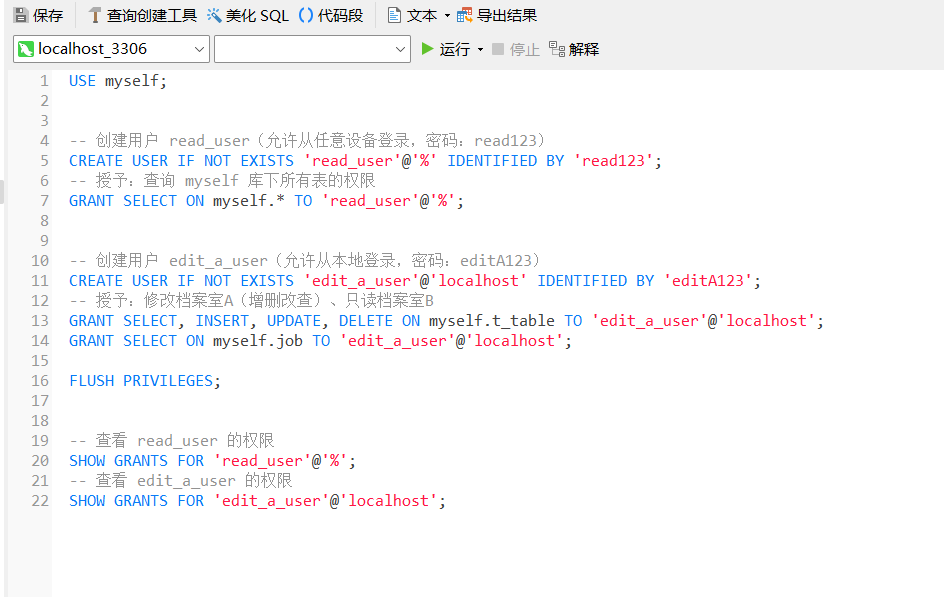 保存 查询创建工具 美化 SQL () 代码段 文本 导出结果
localhost_3306 运行 停止 解释
1 USE myself;
2
3
4 -- 创建用户 read_user（允许从任意设备登录，密码：read123）
5 CREATE USER IF NOT EXISTS 'read_user'@'%' IDENTIFIED BY 'read123';
6 -- 授予：查询 myself 库下所有表的权限
7 GRANT SELECT ON myself.* TO 'read_user'@'%';
8
9
10 -- 创建用户 edit_a_user（允许从本地登录，密码：editA123）
11 CREATE USER IF NOT EXISTS 'edit_a_user'@'localhost' IDENTIFIED BY 'editA123';
12 -- 授予：修改档案室A（增删改查）、只读档案室B
13 GRANT SELECT, INSERT, UPDATE, DELETE ON myself.t_table TO 'edit_a_user'@'localhost';
14 GRANT SELECT ON myself.job TO 'edit_a_user'@'localhost';
15
16 FLUSH PRIVILEGES;
17
18
19 -- 查看 read_user 的权限
20 SHOW GRANTS FOR 'read_user'@'%';
21 -- 查看 edit_a_user 的权限
22 SHOW GRANTS FOR 'edit_a_user'@'localhost';